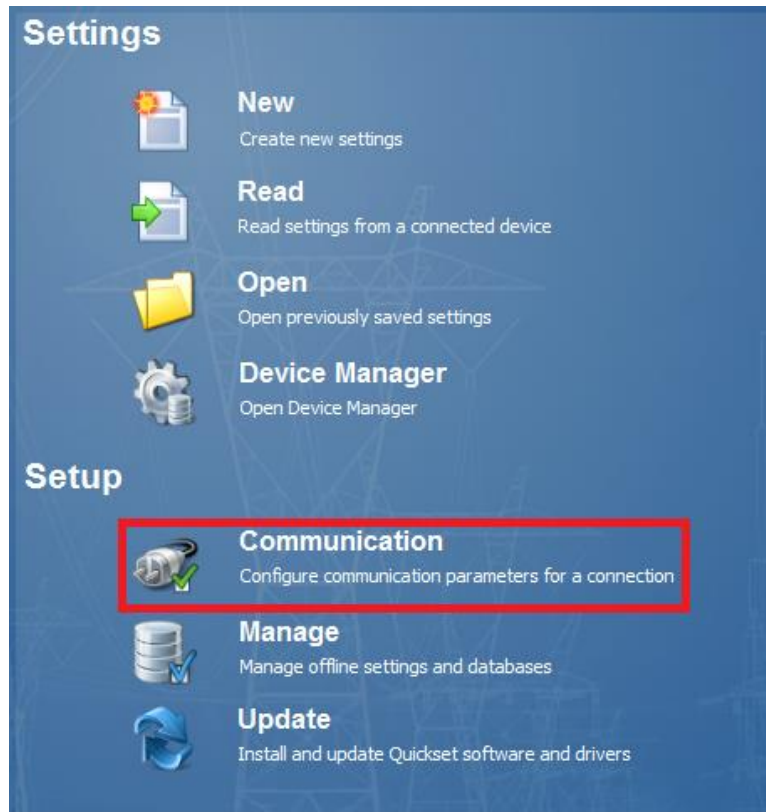 Settings
New
Create new settings
Read
Read settings from a connected device
Open
Open previously saved settings
Device Manager
Open Device Manager
Setup
Communication
Configure communication parameters for a connection
Manage
Manage offline settings and databases
Update
Install and update Quickset software and drivers